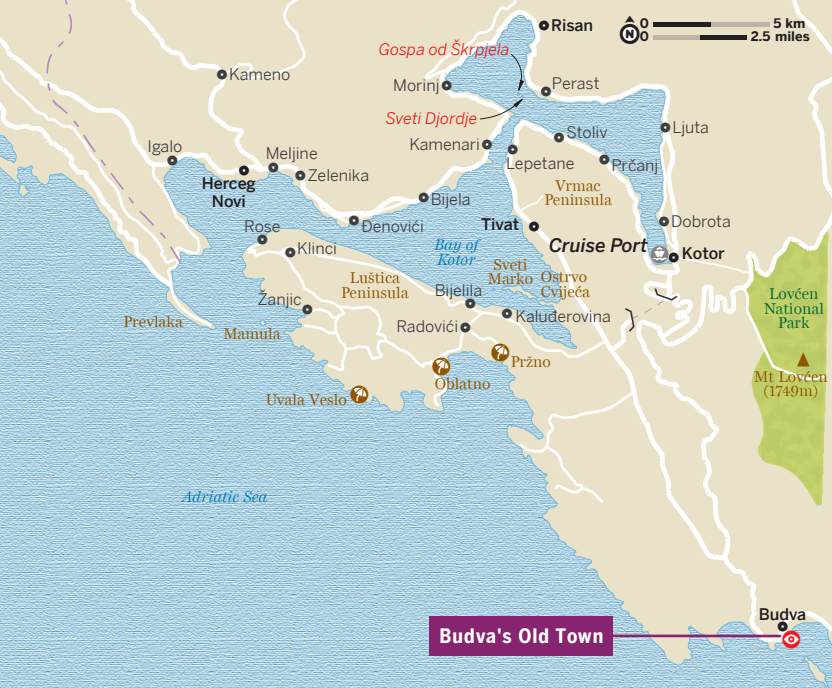 Risan
0 5 km
N
0 2.5 miles
Gospa od Škrpjela
Kameno
Morinj
Perast
Sveti Djordje
Ljuta
Stoliv
Igalo
Kamenari
Meljine
Lepetane
Prčanj
Zelenika
Herceg
Novi
Vrmac
Peninsula
Bijela
Rose
Đenovići
Tivat
Dobrota
Klinci
Bay of
Kotor
Cruise Port
Kotor
Sveti
Marko
Ostrvo
Cvijeća
Luštica
Peninsula
Bijelila
Lovćen
National
Park
Žanjic
Kaluđerovina
Prevlaka
Mamula
Radovići
Pržno
Mt Lovćen
(1749m)
Oblatno
Uvala Veslo
Adriatic Sea
Budva
Budva's Old Town